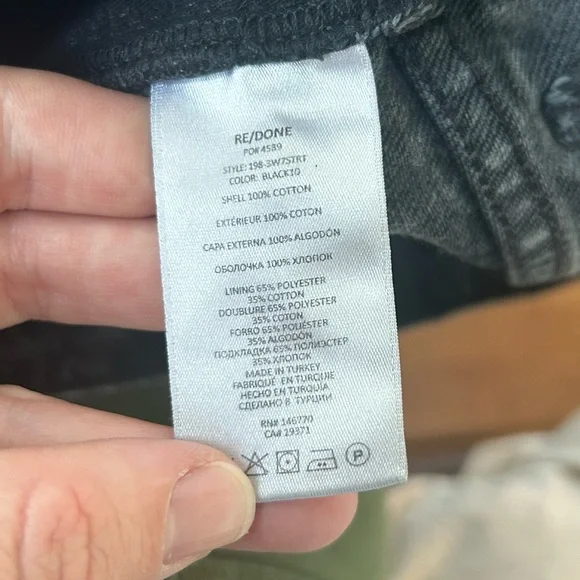 RE/DONE
PO# 4589
STYLE: 198-3W7STRT
COLOR: BLACK10
SHELL 100% COTTON
EXTÉRIEUR 100% COTON
CAPA EXTERNA 100% ALGODÓN
ОБОЛОЧКА 100% ХЛОПОК
LINING 65% POLYESTER
35% COTTON
DOUBLURE 65% POLYESTER
35% COTON
FORRO 65% POLIÉSTER
35% ALGODÓN
ПОДКЛАДКА 65% ПОЛИЭСТЕР
35% ХЛОПОК
MADE IN TURKEY
FABRIQUÉ EN TURQUIE
HECHO EN TURQUÍA
СДЕЛАНО В ТУРЦИИ
RN# 146770
CA# 19371
P